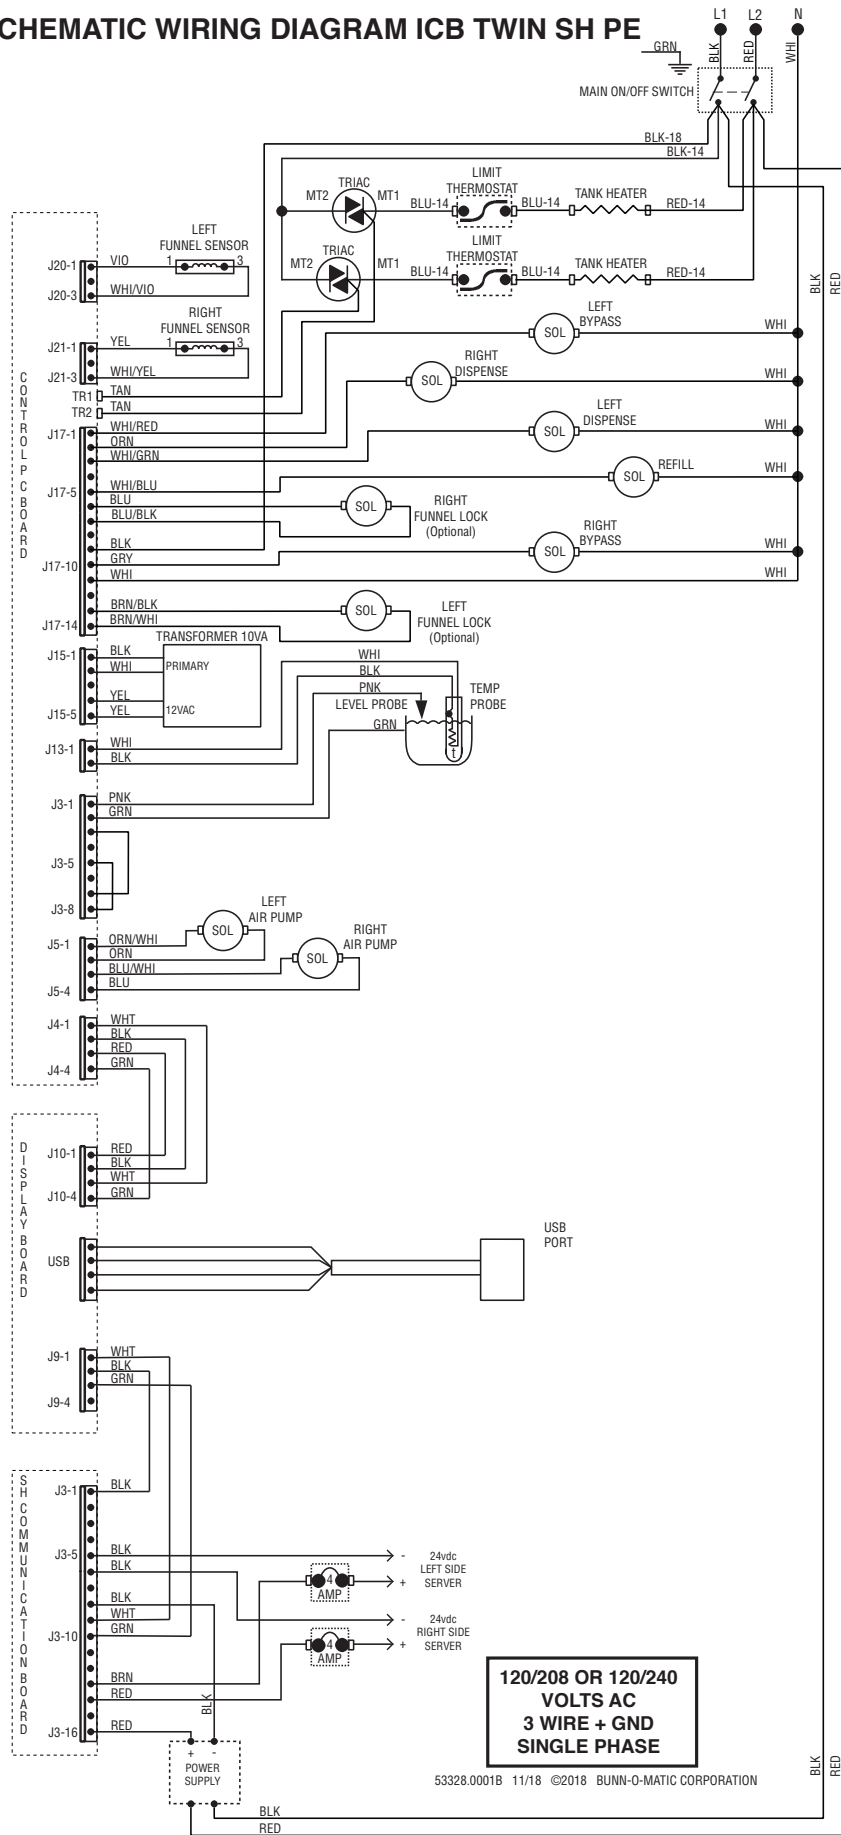 CHEMATIC WIRING DIAGRAM ICB TWIN SH PE
L1
L2
N
GRN
BLK
RED
WHI
MAIN ON/OFF SWITCH
BLK-18
BLK-14
TRIAC
MT2
MT1
BLU-14
LIMIT
THERMOSTAT
BLU-14
TANK HEATER
RED-14
TRIAC
MT2
MT1
BLU-14
LIMIT
THERMOSTAT
BLU-14
TANK HEATER
RED-14
BLK
RED
CONTROL PC BOARD
LEFT
FUNNEL SENSOR
J20-1
VIO
1
3
J20-3
WHI/VIO
RIGHT
FUNNEL SENSOR
J21-1
YEL
1
3
J21-3
WHI/YEL
TR1
TAN
TR2
TAN
SOL
LEFT
BYPASS
WHI
SOL
RIGHT
DISPENSE
WHI
J17-1
WHI/RED
ORN
WHI/GRN
SOL
LEFT
DISPENSE
WHI
J17-5
WHI/BLU
SOL
REFILL
WHI
BLU
BLU/BLK
SOL
RIGHT
FUNNEL LOCK
(Optional)
BLK
J17-10
GRY
SOL
RIGHT
BYPASS
WHI
WHI
WHI
BRN/BLK
J17-14
BRN/WHI
SOL
LEFT
FUNNEL LOCK
(Optional)
TRANSFORMER 10VA
J15-1
BLK
WHI
PRIMARY
YEL
J15-5
YEL
12VAC
WHI
BLK
PNK
LEVEL PROBE
GRN
TEMP
PROBE
t
J13-1
WHI
BLK
J3-1
PNK
GRN
J3-5
J3-8
LEFT
AIR PUMP
SOL
RIGHT
AIR PUMP
SOL
J5-1
ORN/WHI
ORN
BLU/WHI
J5-4
BLU
J4-1
WHT
BLK
RED
J4-4
GRN
DISPLAY BOARD
J10-1
RED
BLK
WHT
J10-4
GRN
USB
USB
PORT
J9-1
WHT
BLK
GRN
J9-4
SH COMMUNICATION BOARD
J3-1
BLK
J3-5
BLK
BLK
- 24vdc
LEFT SIDE
+ SERVER
4
AMP
BLK
WHT
J3-10
GRN
- 24vdc
RIGHT SIDE
+ SERVER
4
AMP
BRN
RED
BLK
J3-16
RED
+ -
POWER
SUPPLY
120/208 OR 120/240
VOLTS AC
3 WIRE + GND
SINGLE PHASE
53328.0001B 11/18 ©2018 BUNN-O-MATIC CORPORATION
BLK
RED
BLK
RED